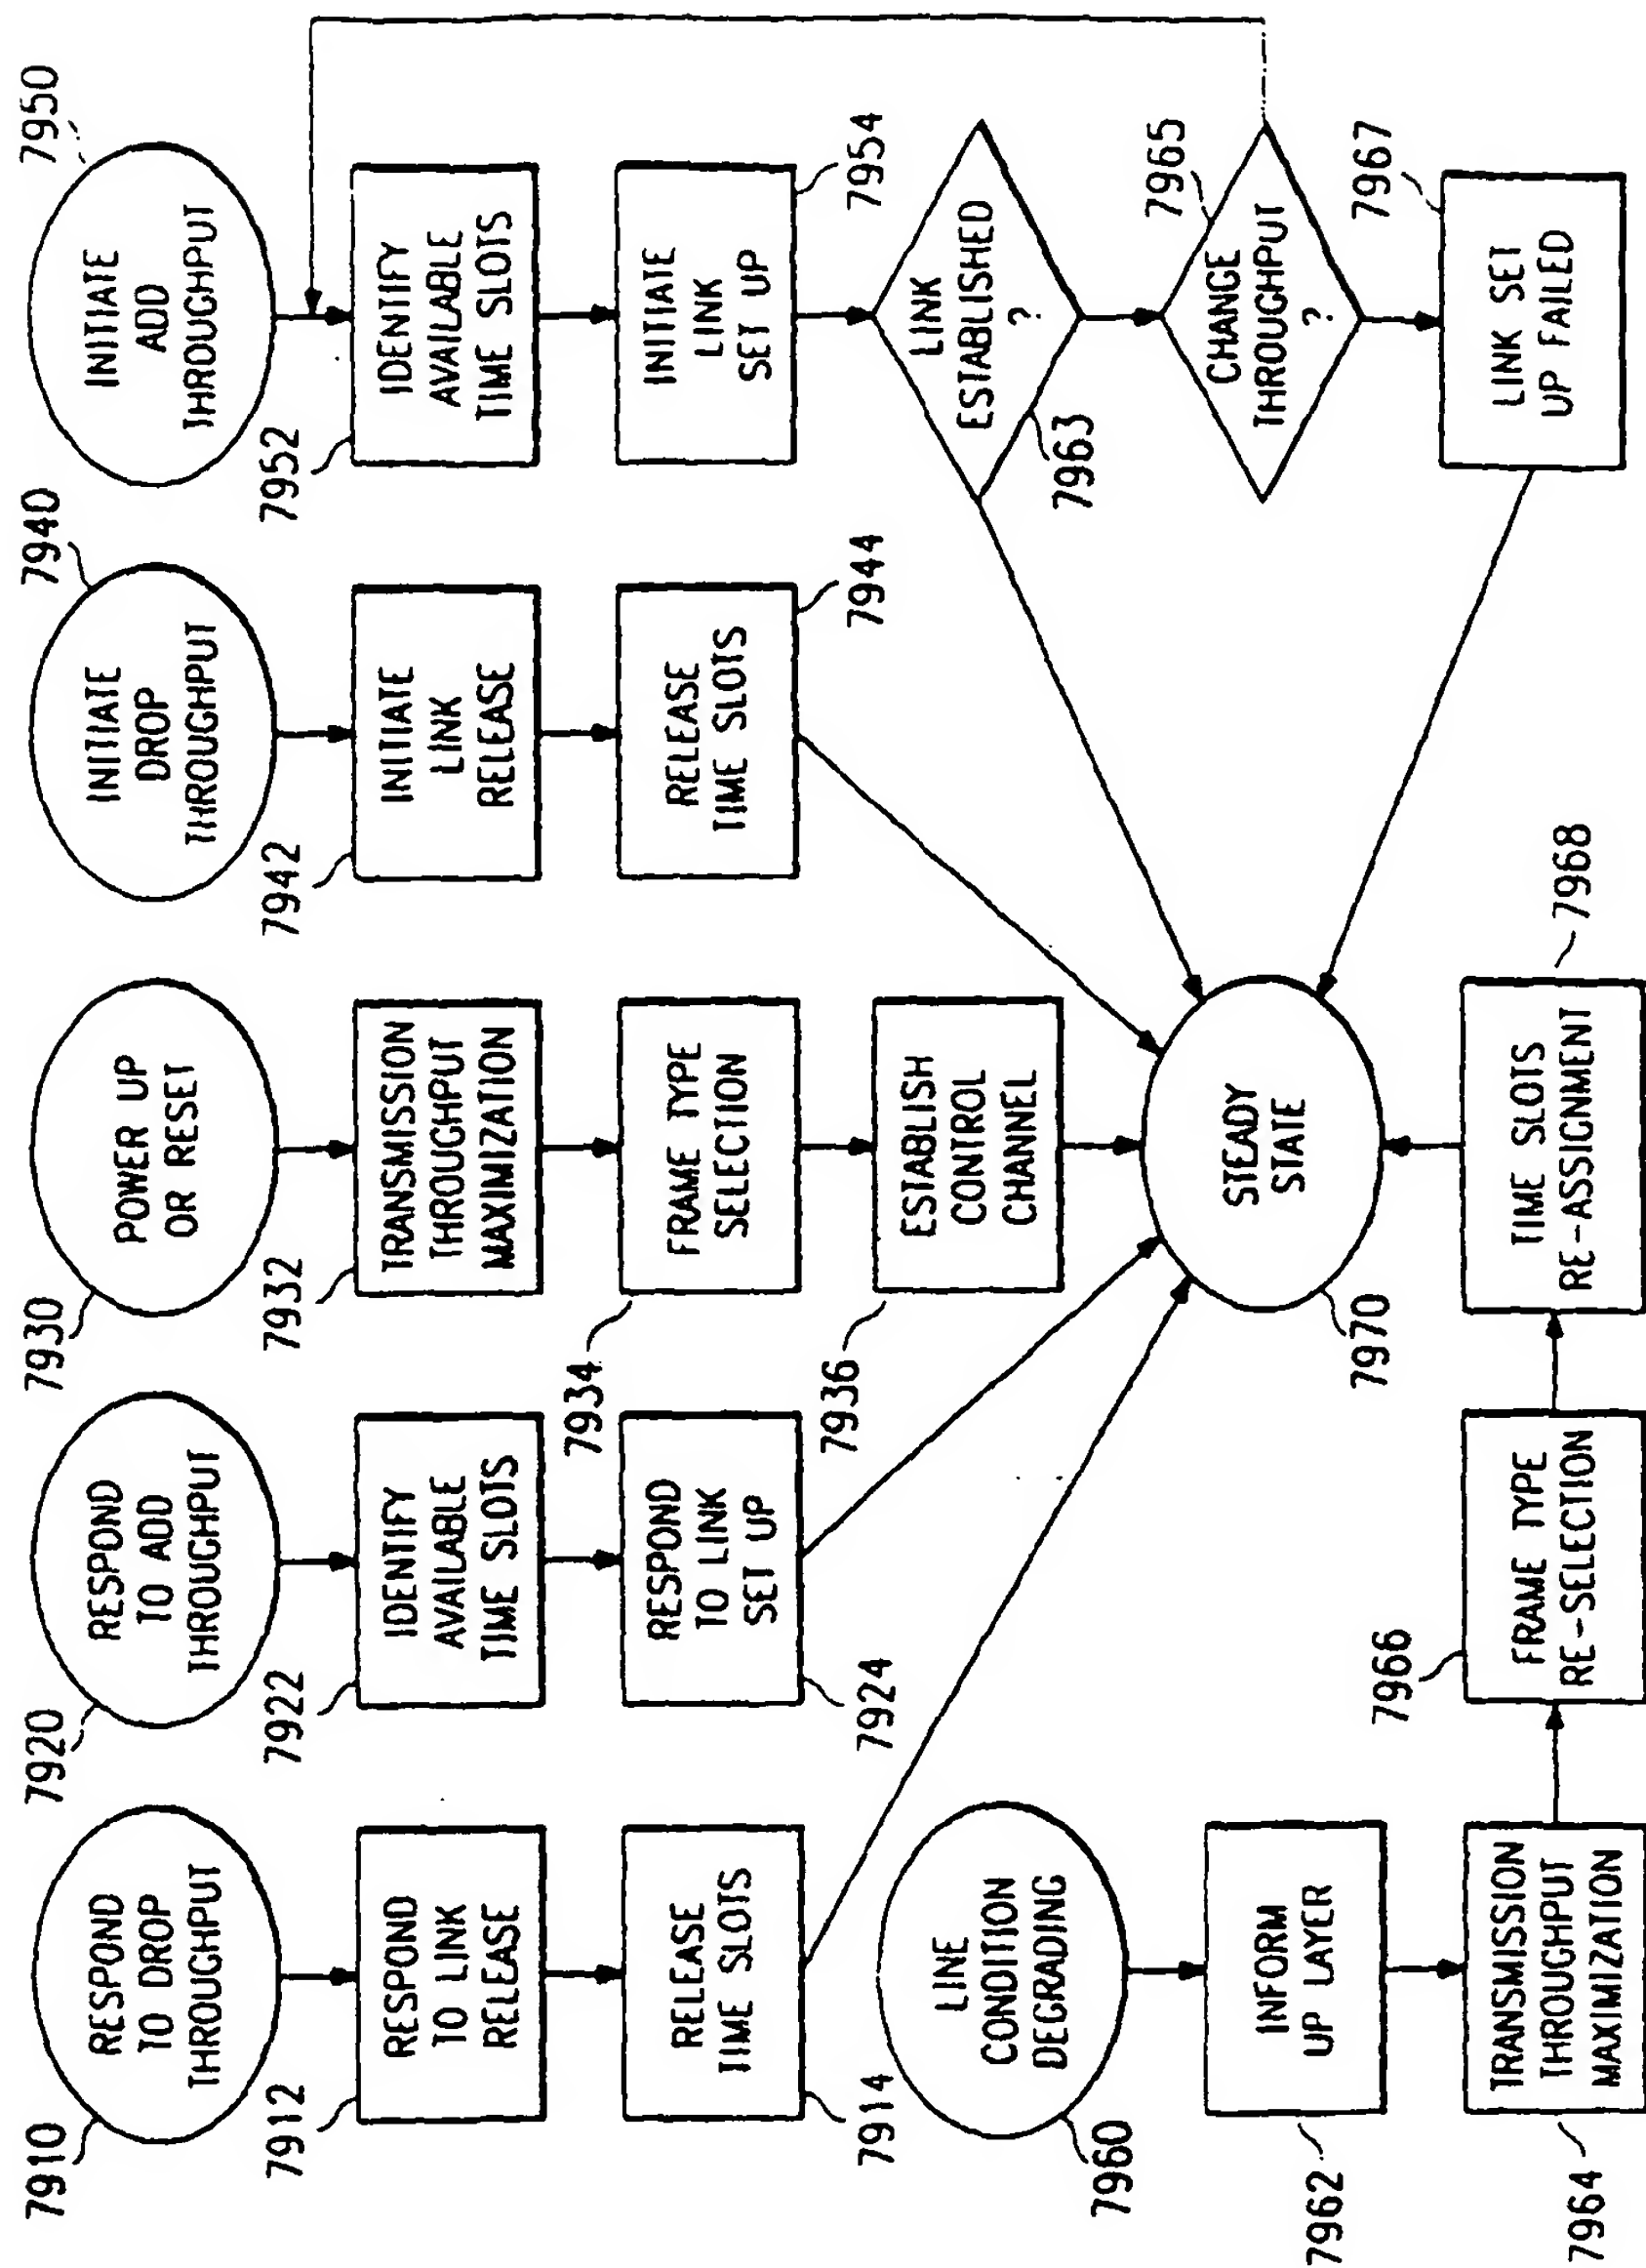 7910
RESPOND
TO DROP
THROUGHPUT
7912
RESPOND
TO LINK
RELEASE
RELEASE
TIME SLOTS
7914
7920
RESPOND
TO ADD
THROUGHPUT
7922
IDENTIFY
AVAILABLE
TIME SLOTS
RESPOND
TO LINK
SET UP
7924
7930
POWER UP
OR RESET
7932
TRANSMISSION
THROUGHPUT
MAXIMIZATION
7934
FRAME TYPE
SELECTION
7936
ESTABLISH
CONTROL
CHANNEL
7940
INITIATE
DROP
THROUGHPUT
7942
INITIATE
LINK
RELEASE
RELEASE
TIME SLOTS
7944
7950
INITIATE
ADD
THROUGHPUT
7952
IDENTIFY
AVAILABLE
TIME SLOTS
INITIATE
LINK
SET UP
7954
LINK
ESTABLISHED
?
7963
7965
CHANGE
THROUGHPUT
?
7967
LINK SET
UP FAILED
LINE
CONDITION
DEGRADING
7960
INFORM
UP LAYER
7962
TRANSMISSION
THROUGHPUT
MAXIMIZATION
7964
7966
FRAME TYPE
RE-SELECTION
TIME SLOTS
RE-ASSIGNMENT
7968
STEADY
STATE
7970